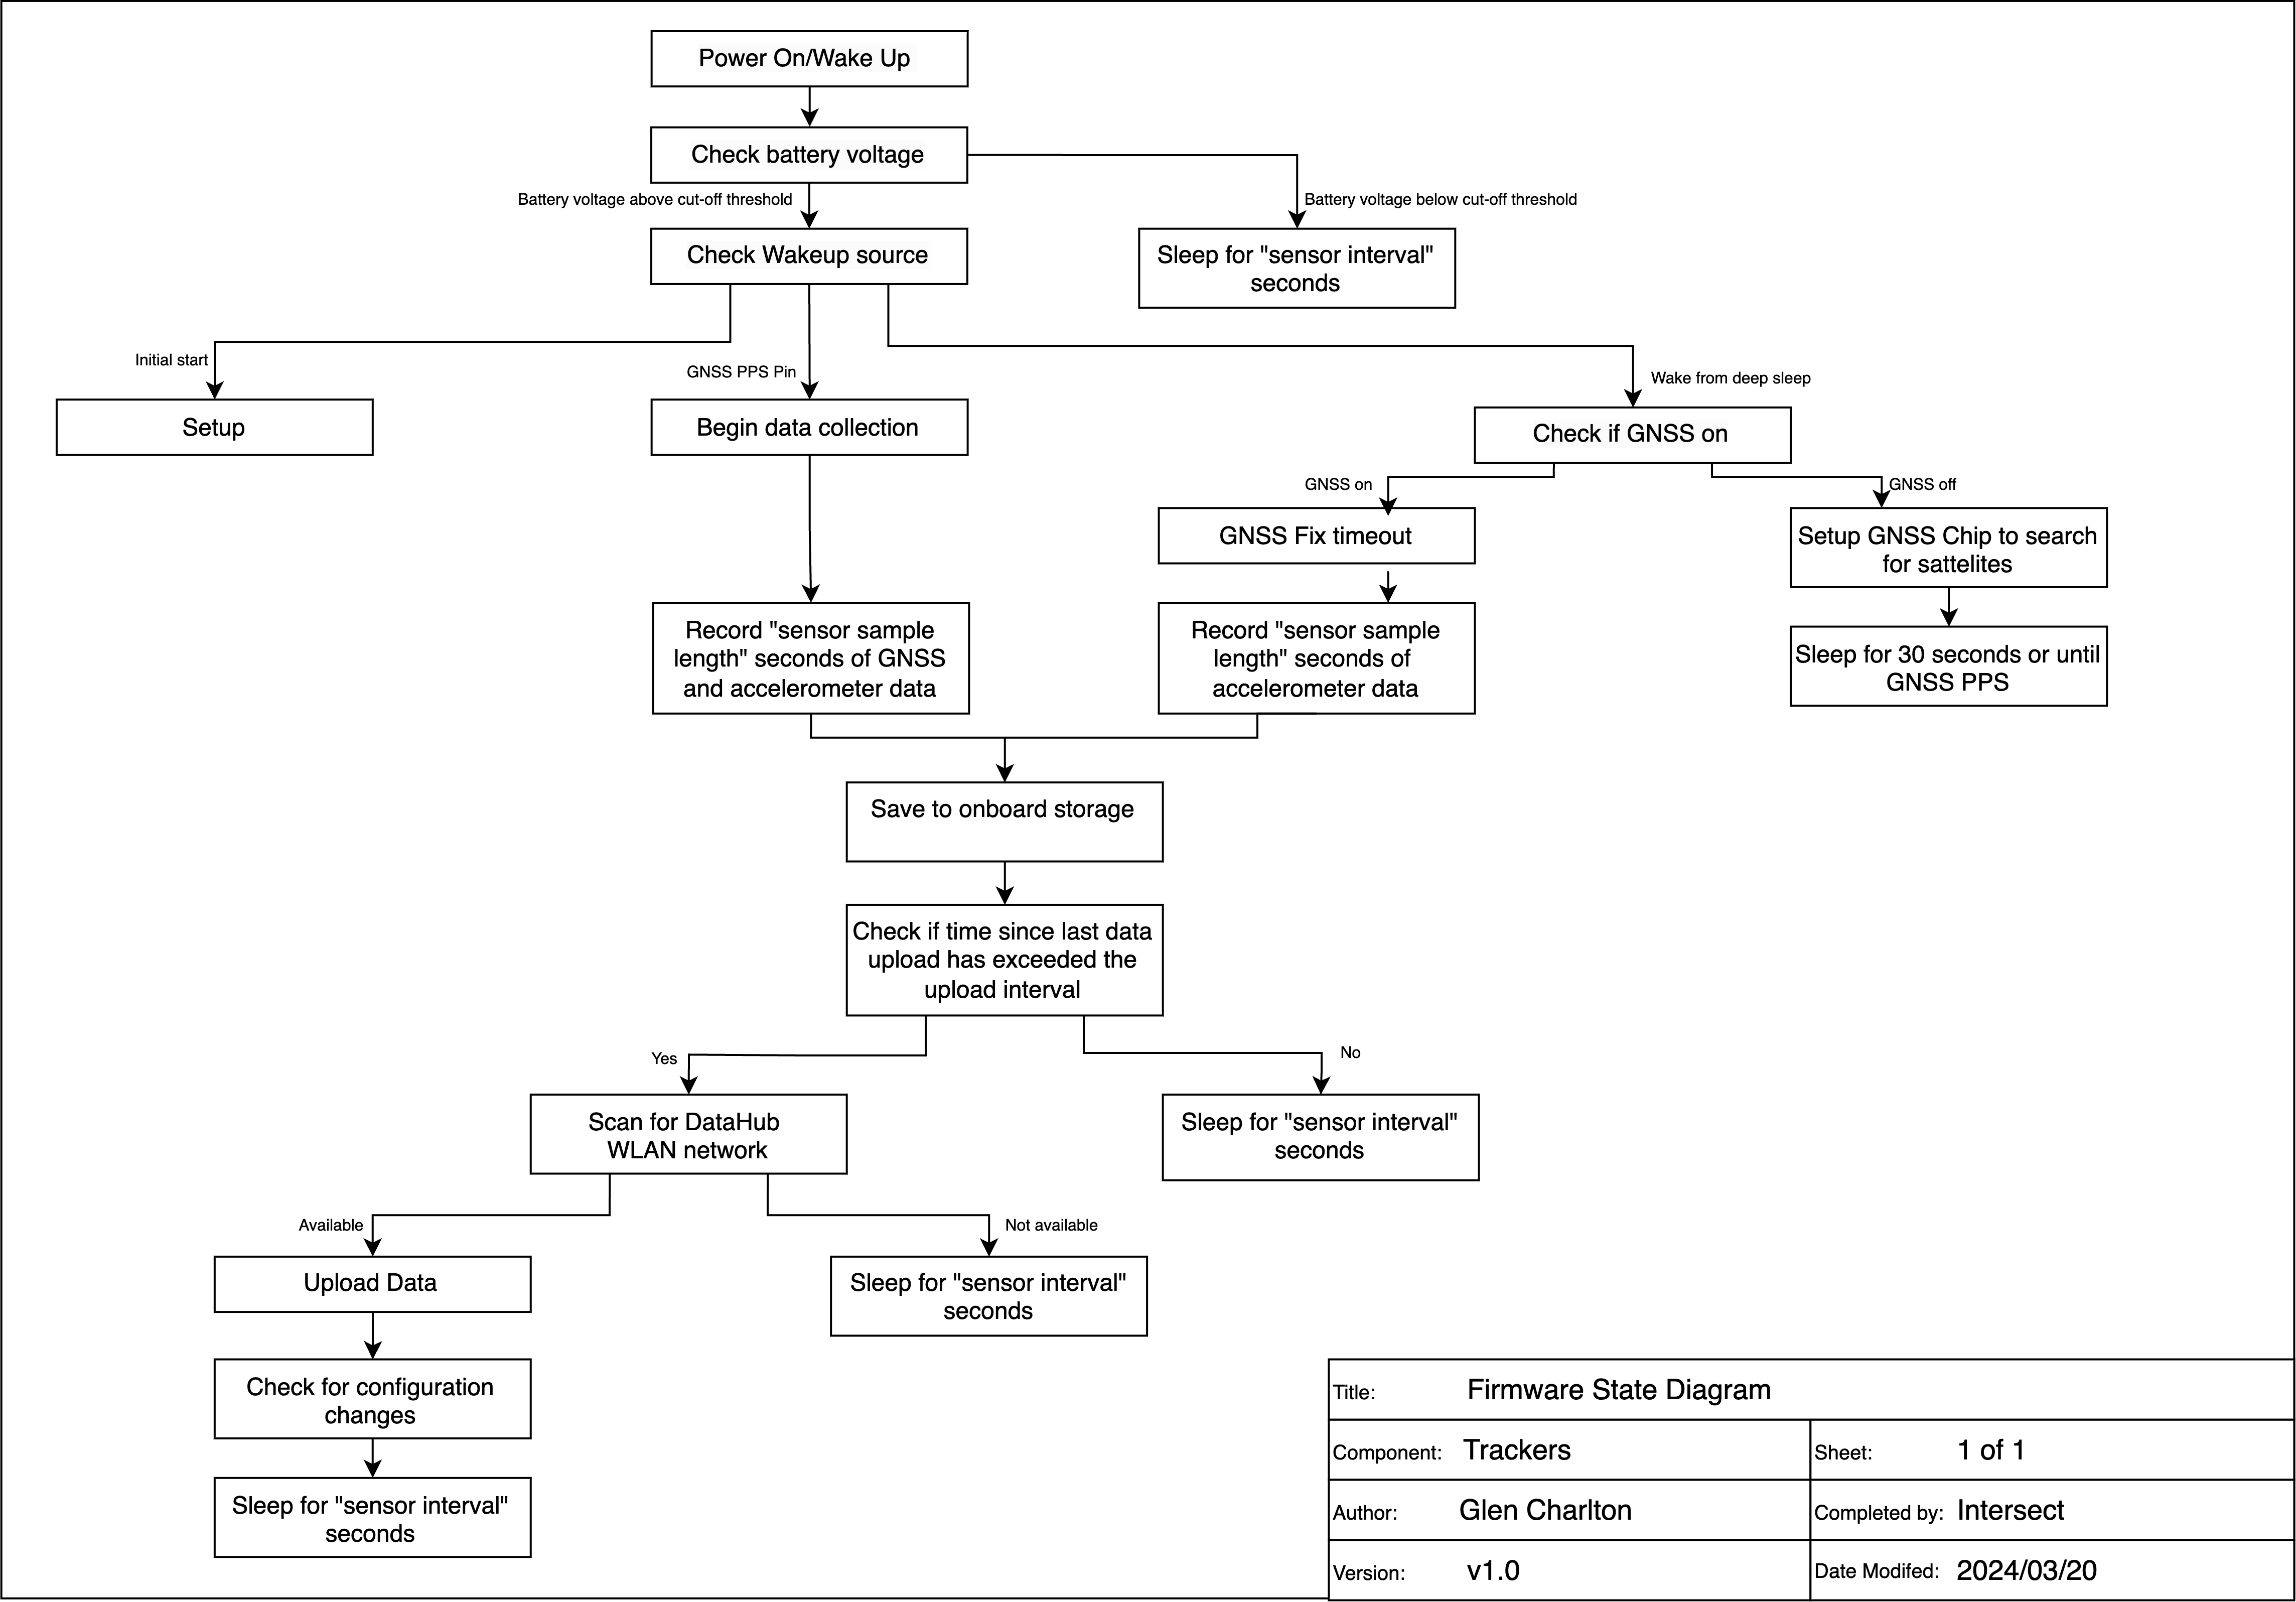 Power On/Wake Up
Check battery voltage
Battery voltage above cut-off threshold
Battery voltage below cut-off threshold
Check Wakeup source
Sleep for "sensor interval"
seconds
Initial start
GNSS PPS Pin
Wake from deep sleep
Setup
Begin data collection
Check if GNSS on
GNSS on
GNSS off
GNSS Fix timeout
Setup GNSS Chip to search
for sattelites
Record "sensor sample
length" seconds of GNSS
and accelerometer data
Record "sensor sample
length" seconds of
accelerometer data
Sleep for 30 seconds or until
GNSS PPS
Save to onboard storage
Check if time since last data
upload has exceeded the
upload interval
Yes
No
Scan for DataHub
WLAN network
Sleep for "sensor interval"
seconds
Available
Not available
Upload Data
Sleep for "sensor interval"
seconds
Check for configuration
changes
Sleep for "sensor interval"
seconds
Title: Firmware State Diagram
Component: Trackers
Sheet: 1 of 1
Author: Glen Charlton
Completed by: Intersect
Version: v1.0
Date Modifed: 2024/03/20